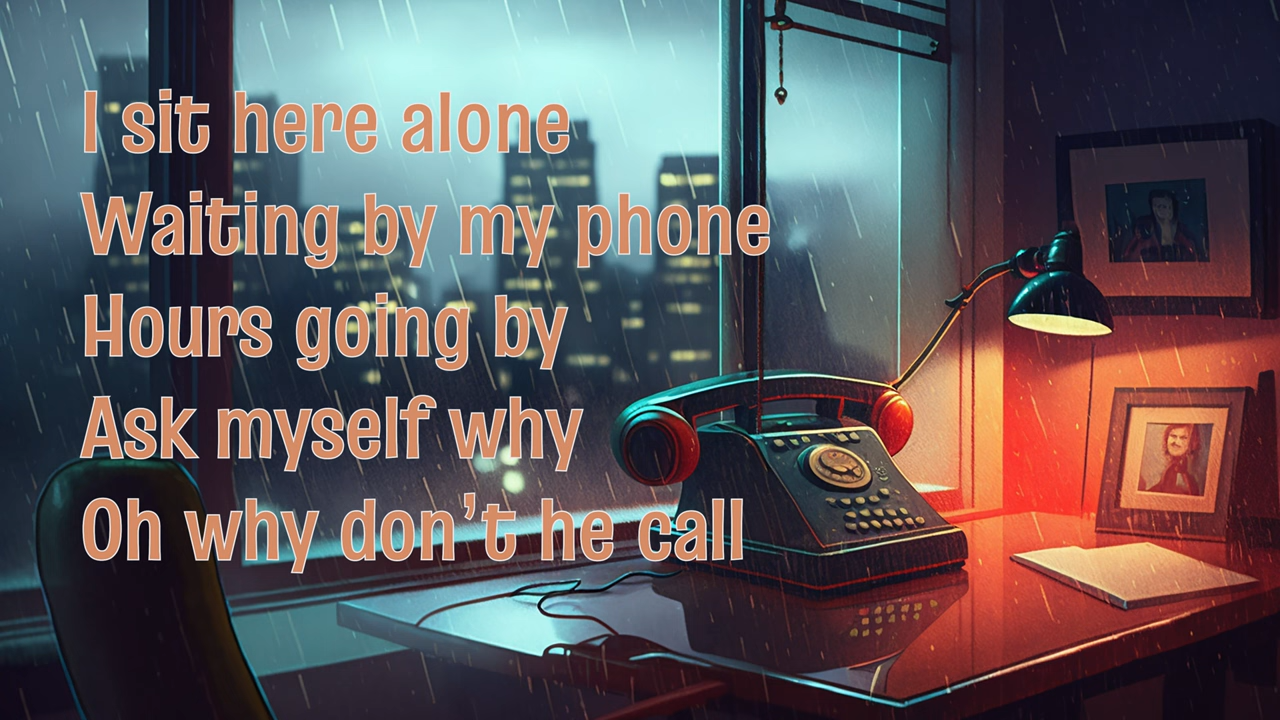 I sit here alone
Waiting by my phone
Hours going by
Ask myself why
Oh why don't he call